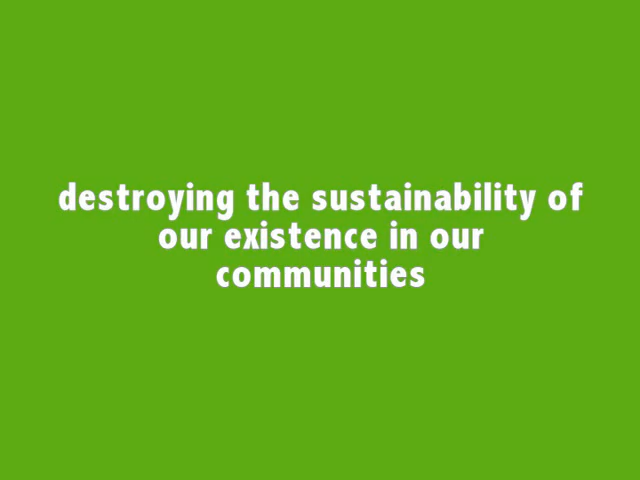 destroying the sustainability of
our existence in our
communities